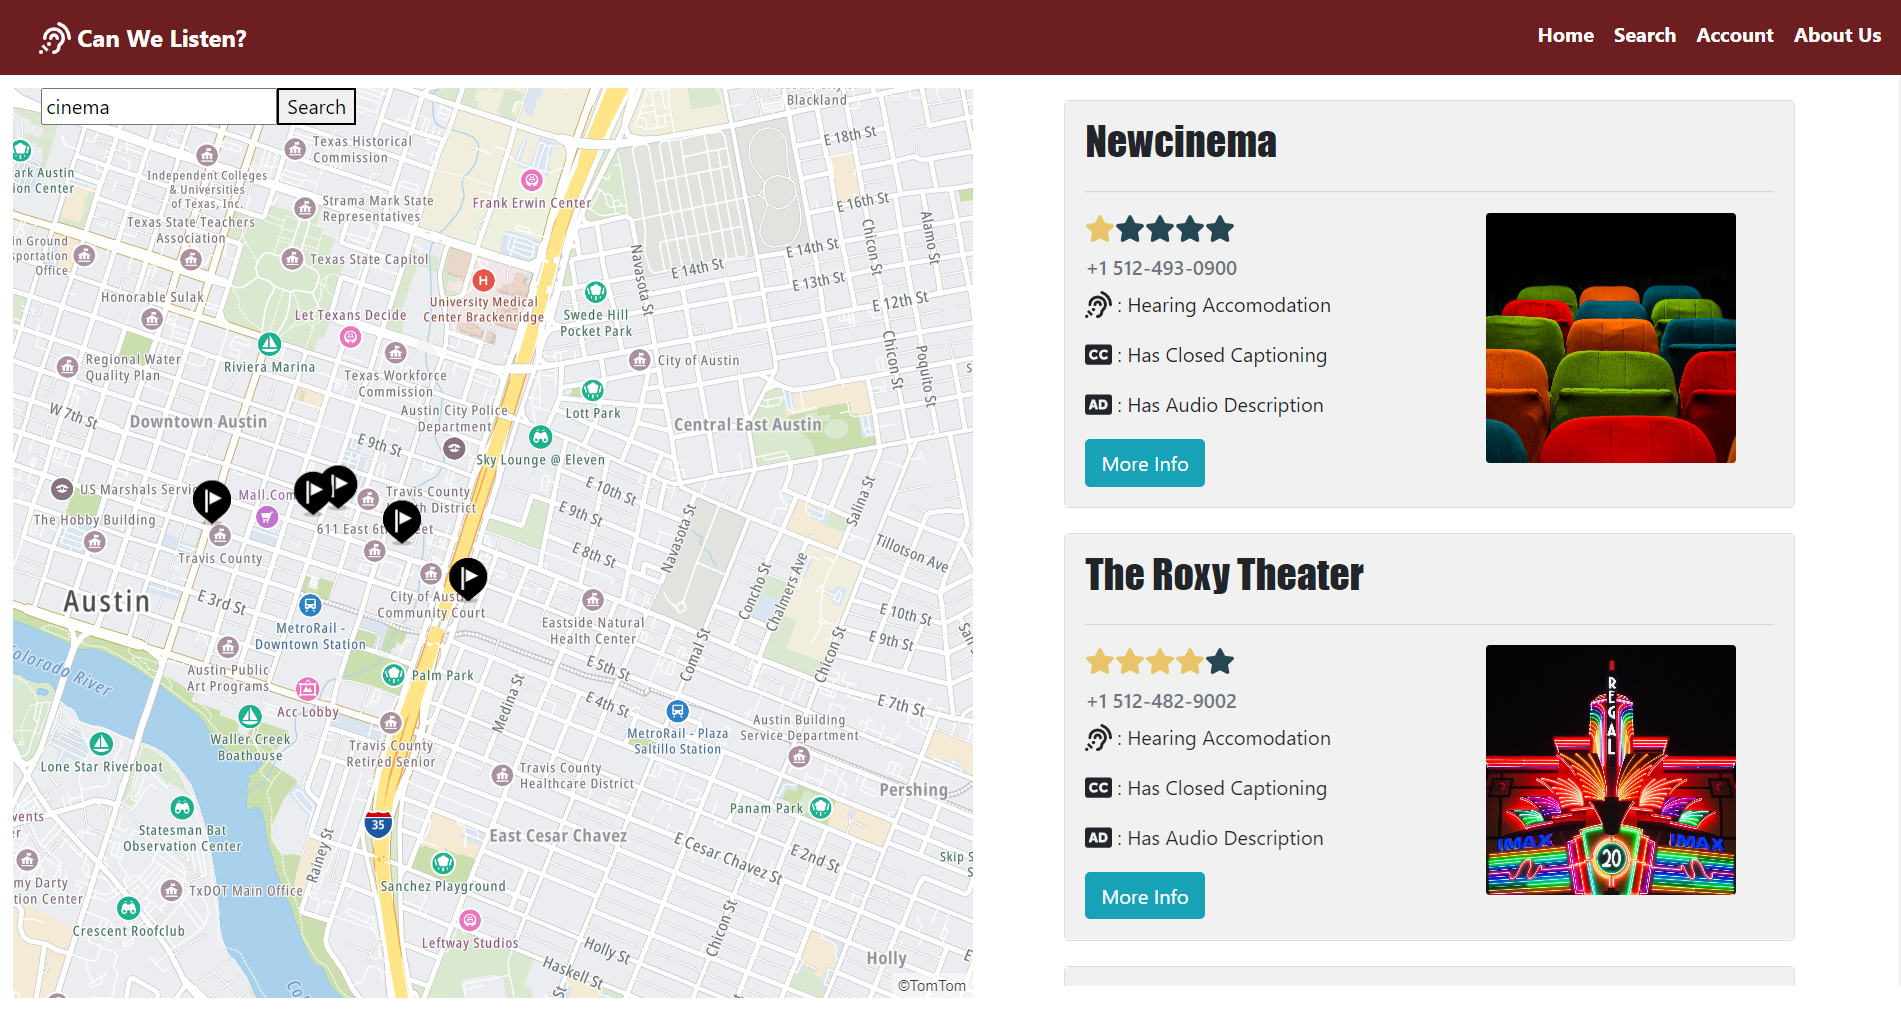 Can We Listen?
Home
Search
Account
About Us
cinema
Search
Blackland
E 18th St
Texas Historical
Commission
ark Austin
ion Center
Independent Colleges
& Universities
of Texas, Inc.
Frank Erwin Center
Strama Mark State
Representatives
E 16th St
Texas State Teachers
Association
Chicon St
Alamo St
in Ground
sportation
Office
Texas State Capitol
Navasota St
E 14th St
E 14th St
E 13th St
E 12th St
Honorable Sulak
University Medical
Center Brackenridge
Swede Hill
Pocket Park
Let Texans Decide
Chicon St
Poquito St
Regional Water
Quality Plan
Riviera Marina
City of Austin
Texas Workforce
Commission
W 7th St
Downtown Austin
Austin City Police
Department
Lott Park
Central East Austin
E 9th St
Sky Lounge @ Eleven
US Marshals Servi
Mall.Com
Travis County
h District
Salina St
The Hobby Building
611 East 6th
eet
E 9th St
Navasota St
Tillotson Ave
Travis County
E 8th St
Chalmers Ave
Concho St
Austin
E 3rd St
City of Aust
Community Court
E 10th St
MetroRail -
Downtown Station
Eastside Natural
Health Center
E 9th St
Colorado River
Austin Public
Art Programs
Palm Park
E 5th St
Comal St
Chicon St
Acc Lobby
Medina St
E 4th St
E 7th St
Waller Creek
Boathouse
MetroRail - Plaza
Saltillo Station
Austin Building
Service Department
Lone Star Riverboat
Travis County
Retired Senior
Travis County
Healthcare District
Pershing
Panam Park
Statesman Bat
Observation Center
35
Rainey St
East Cesar Chavez
E Cesar Chavez St
E 2nd St
Skip S
my Darty
tion Center
TxDOT Main Office
Sanchez Playground
Crescent Roofclub
Leftway Studios
Chicon St
Holly St
Haskell St
Holly
Co
©TomTom
Newcinema
+1 512-493-0900
: Hearing Accomodation
CC : Has Closed Captioning
AD : Has Audio Description
More Info
The Roxy Theater
+1 512-482-9002
: Hearing Accomodation
CC : Has Closed Captioning
AD : Has Audio Description
More Info
REGAL
IMAX
20
IMAX